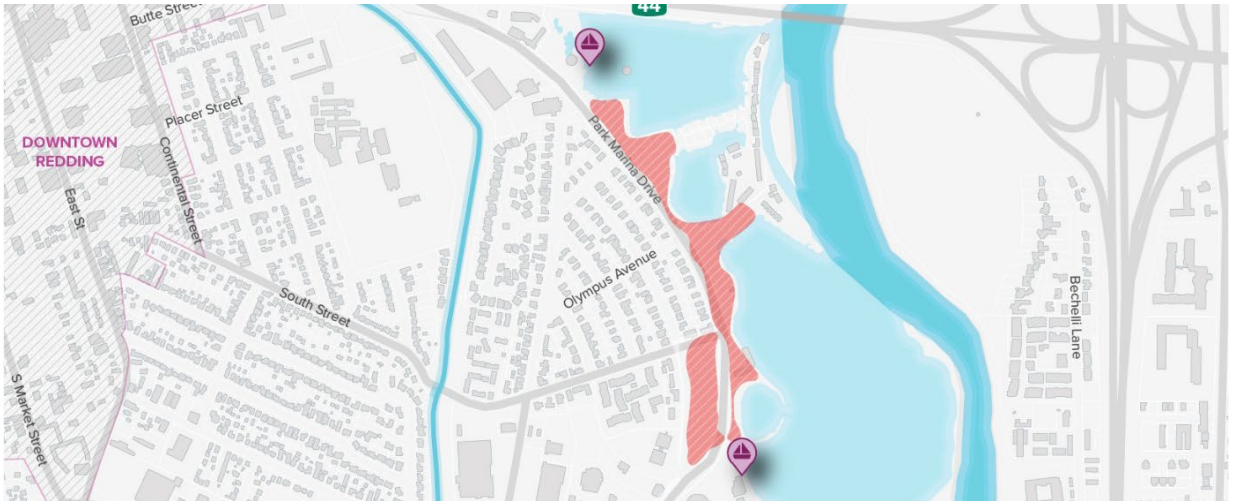 44
Butte Street
Placer Street
DOWNTOWN
REDDING
Continental Street
East St
Park Marina Drive
Olympus Avenue
South Street
Bechelli Lane
S Market Street